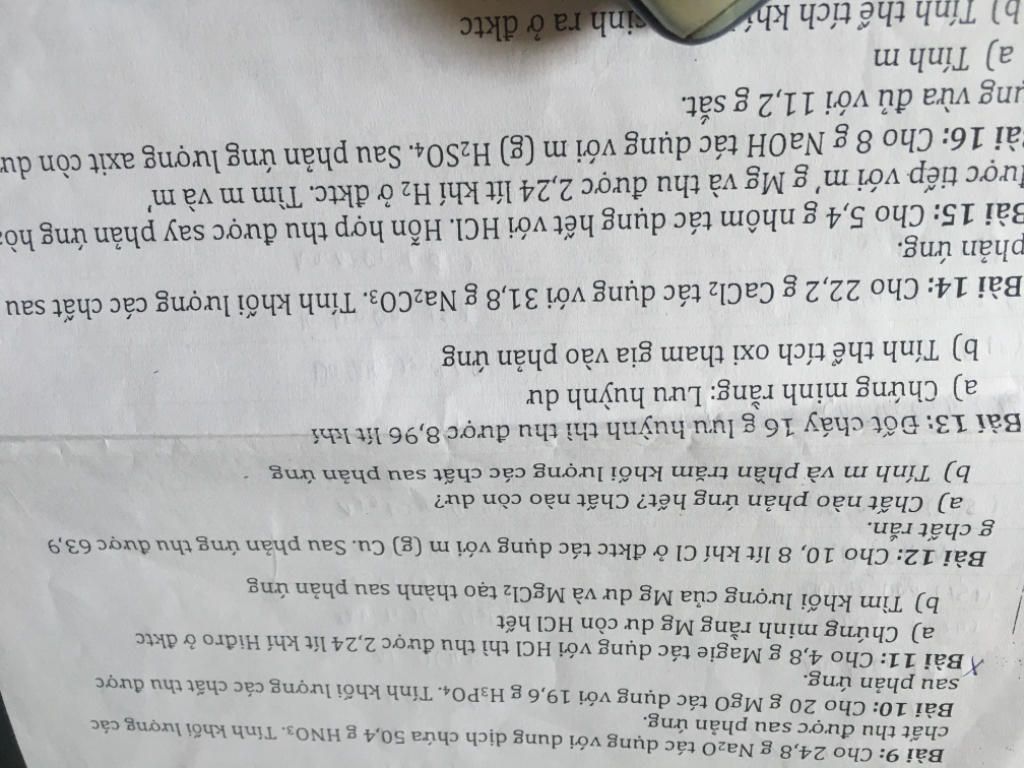 Bài 9: Cho 24,8 g Na₂O tác dụng với dung dịch chứa 50,4 g HNO₃. Tính khối lượng các
chất thu được sau phản ứng.
Bài 10: Cho 20 g MgO tác dụng với 19,6 g H₃PO₄. Tính khối lượng các chất thu được
sau phản ứng.
Bài 11: Cho 4,8 g Magie tác dụng với HCl thì thu được 2,24 lít khí Hiđro ở đktc
a) Chứng minh rằng Mg dư còn HCl hết
b) Tìm khối lượng của Mg dư và MgCl₂ tạo thành sau phản ứng
Bài 12: Cho 10, 8 lít khí Cl ở đktc tác dụng với m (g) Cu. Sau phản ứng thu được 63,9
g chất rắn.
a) Chất nào phản ứng hết? Chất nào còn dư?
b) Tính m và phần trăm khối lượng các chất sau phản ứng
Bài 13: Đốt cháy 16 g lưu huỳnh thì thu được 8,96 lít khí
a) Chứng minh rằng: Lưu huỳnh dư
b) Tính thể tích oxi tham gia vào phản ứng
Bài 14: Cho 22,2 g CaCl₂ tác dụng với 31,8 g Na₂CO₃. Tính khối lượng các chất sau
phản ứng.
Bài 15: Cho 5,4 g nhôm tác dụng hết với HCl. Hỗn hợp thu được say phản ứng
tiếp với m' g Mg và thu được 2,24 lít khí H₂ ở đktc. Tìm m và m'
16: Cho 8 g NaOH tác dụng với m (g) H₂SO₄. Sau phản ứng lượng axit còn
vừa đủ với 11,2 g sắt.
a) Tính m
b) Tính thể tích sinh ra ở đktc